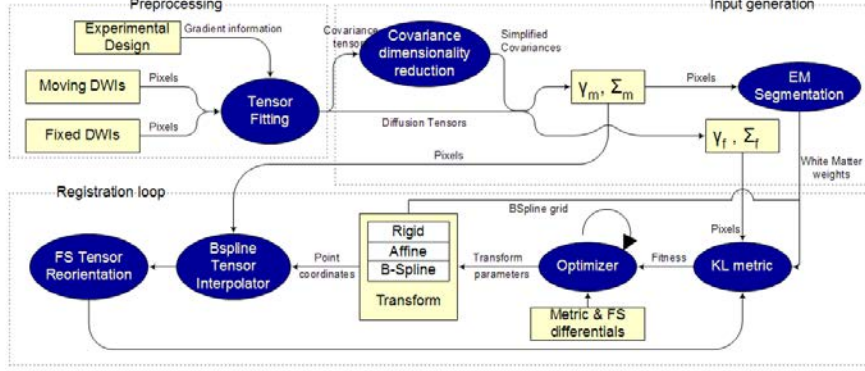 Preprocessing
Input generation
Experimental
Design
Gradient information
Covariance
tensor
Covariance
dimensionality
reduction
Simplified
Covariances
Moving DWIs
Pixels
Tensor
Fitting
γm, Σm
Pixels
EM
Segmentation
Fixed DWIs
Pixels
Diffusion Tensors
γf , Σf
Pixels
White Matter
weights
Registration loop
BSpline grid
Pixels
FS Tensor
Reorientation
Bspline
Tensor
Interpolator
Point
coordinates
Rigid
Affine
B-Spline
Transform
Transform
parameters
Optimizer
Fitness
KL metric
Metric & FS
differentials